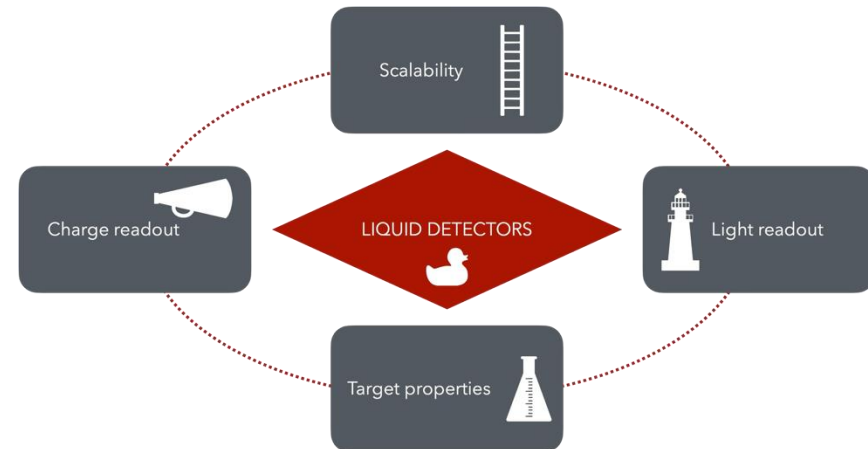 Scalability
Charge readout
LIQUID DETECTORS
Light readout
Target properties